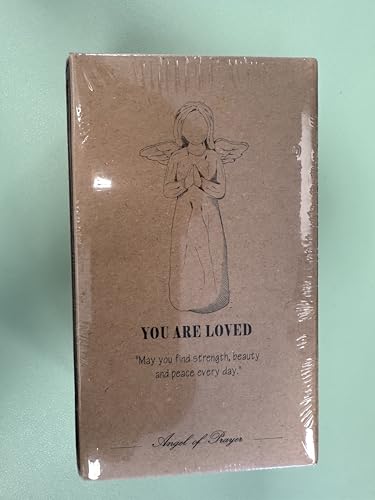 YOU ARE LOVED
"May you find strength, beauty
and peace every day."
Angel of Prayer